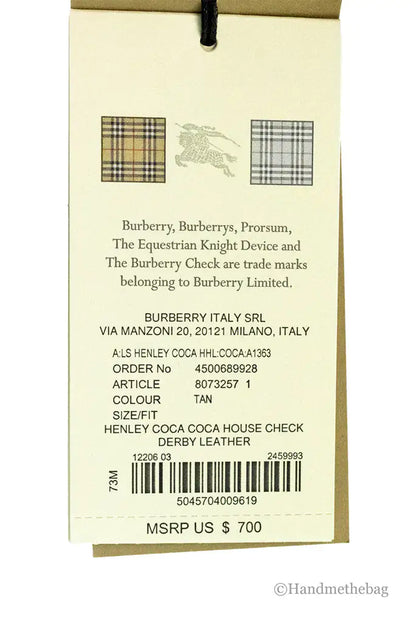 Burberry, Burberrys, Prorsum,
The Equestrian Knight Device and
The Burberry Check are trade marks
belonging to Burberry Limited.
BURBERRY ITALY SRL
VIA MANZONI 20, 20121 MILANO, ITALY
A:LS HENLEY COCA HHL:COCA:A1363
ORDER No 4500689928
ARTICLE 8073257 1
COLOUR TAN
SIZE/FIT
HENLEY COCA COCA HOUSE CHECK
DERBY LEATHER
12206 03 2459993
73M
5045704009619
MSRP US $ 700
©Handmethebag